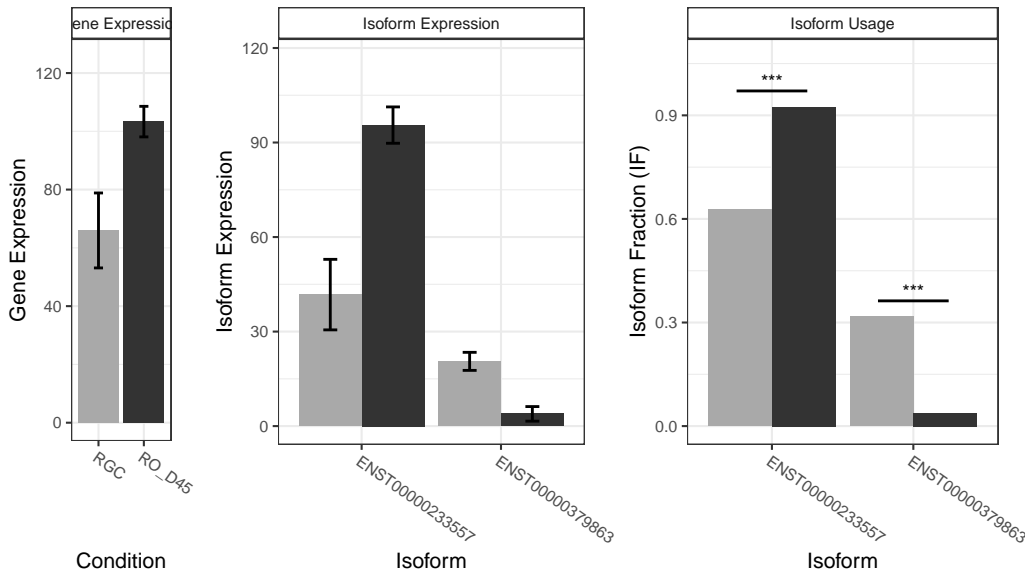 ene Expressio
Gene Expression
120
80
40
0
RGC
RO_D45
Condition
Isoform Expression
Isoform Expression
120
90
60
30
0
ENST00000233557
ENST00000379863
Isoform
Isoform Usage
Isoform Fraction (IF)
0.9
0.6
0.3
0.0
***
***
ENST00000233557
ENST00000379863
Isoform